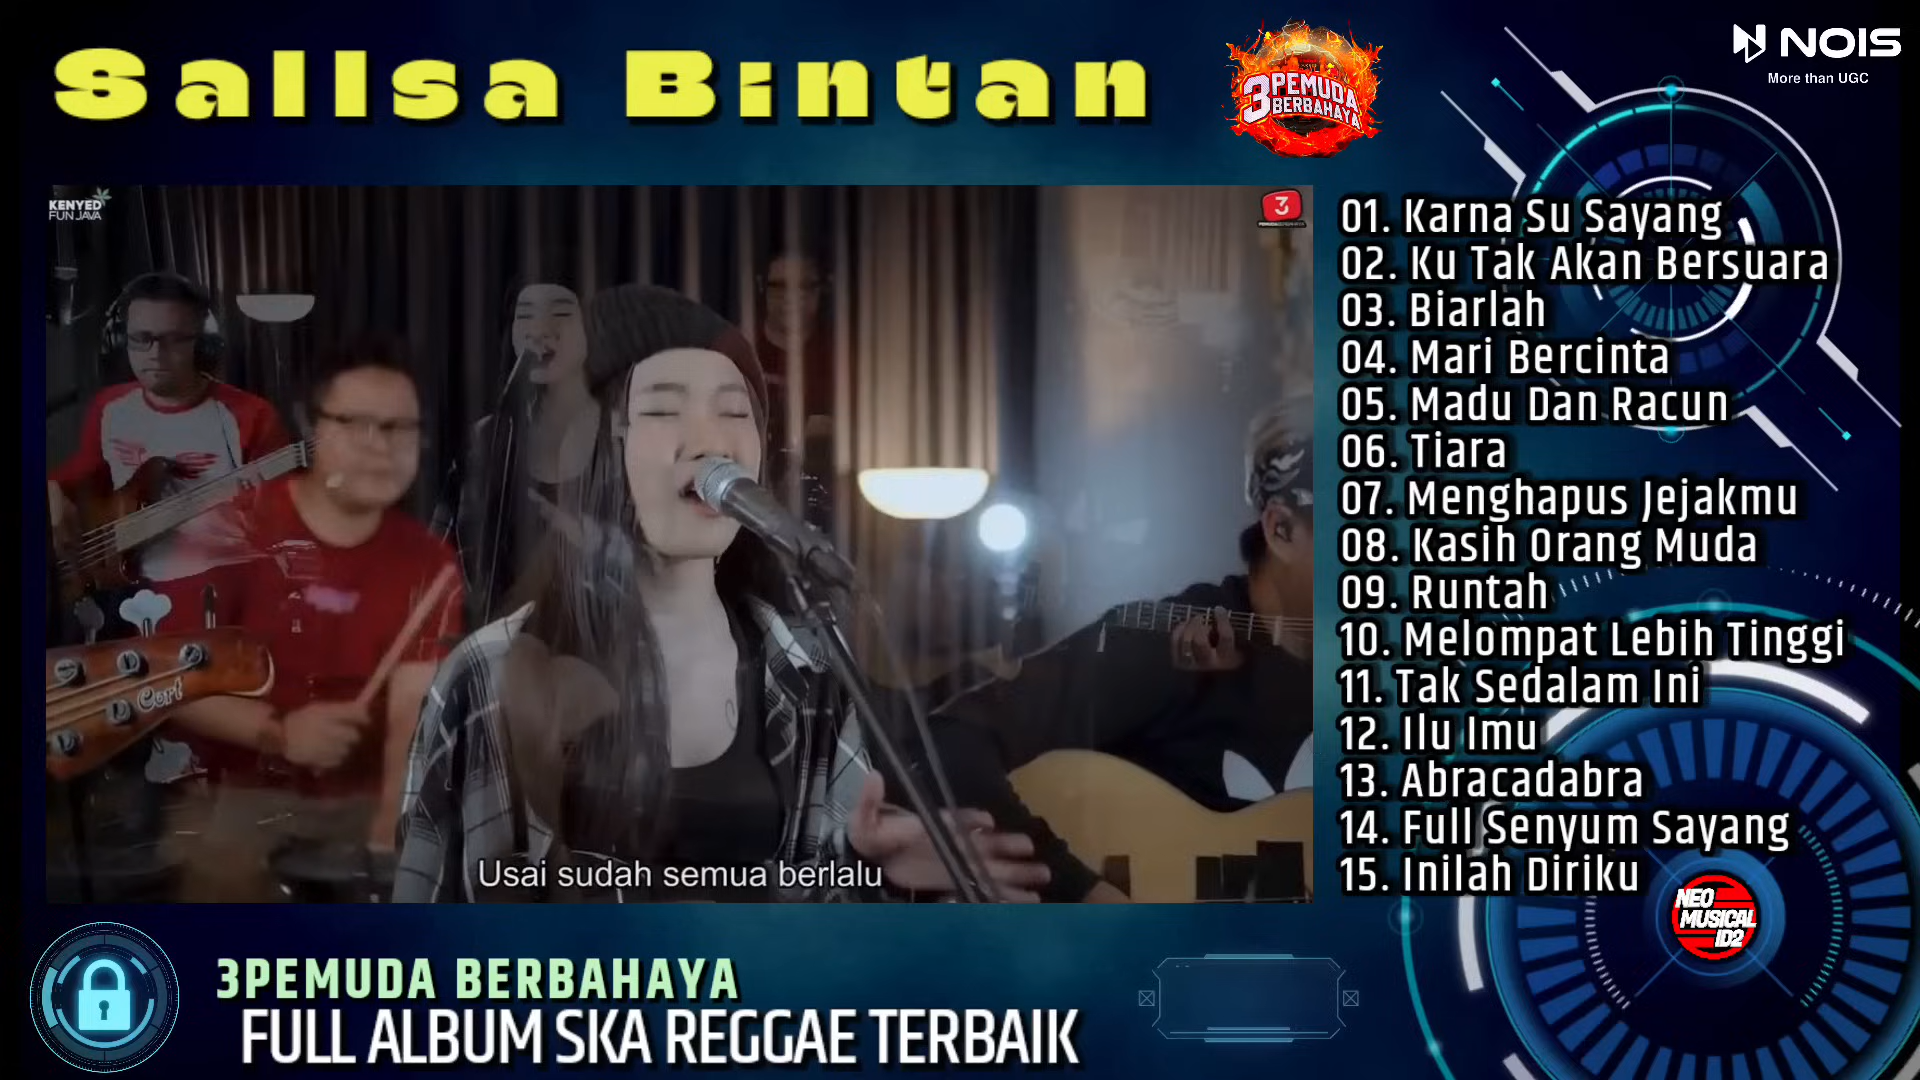 Sallsa Bintan
3PEMUDA
BERBAHAYA
NOIS
More than UGC
KENYED
FUN JAVA
3
01. Karna Su Sayang
02. Ku Tak Akan Bersuara
03. Biarlah
04. Mari Bercinta
05. Madu Dan Racun
06. Tiara
07. Menghapus Jejakmu
08. Kasih Orang Muda
09. Runtah
10. Melompat Lebih Tinggi
11. Tak Sedalam Ini
12. Ilu Imu
13. Abracadabra
14. Full Senyum Sayang
15. Inilah Diriku
Cort
Usai sudah semua berlalu
NEO
MUSICAL
ID2
3PEMUDA BERBAHAYA
FULL ALBUM SKA REGGAE TERBAIK